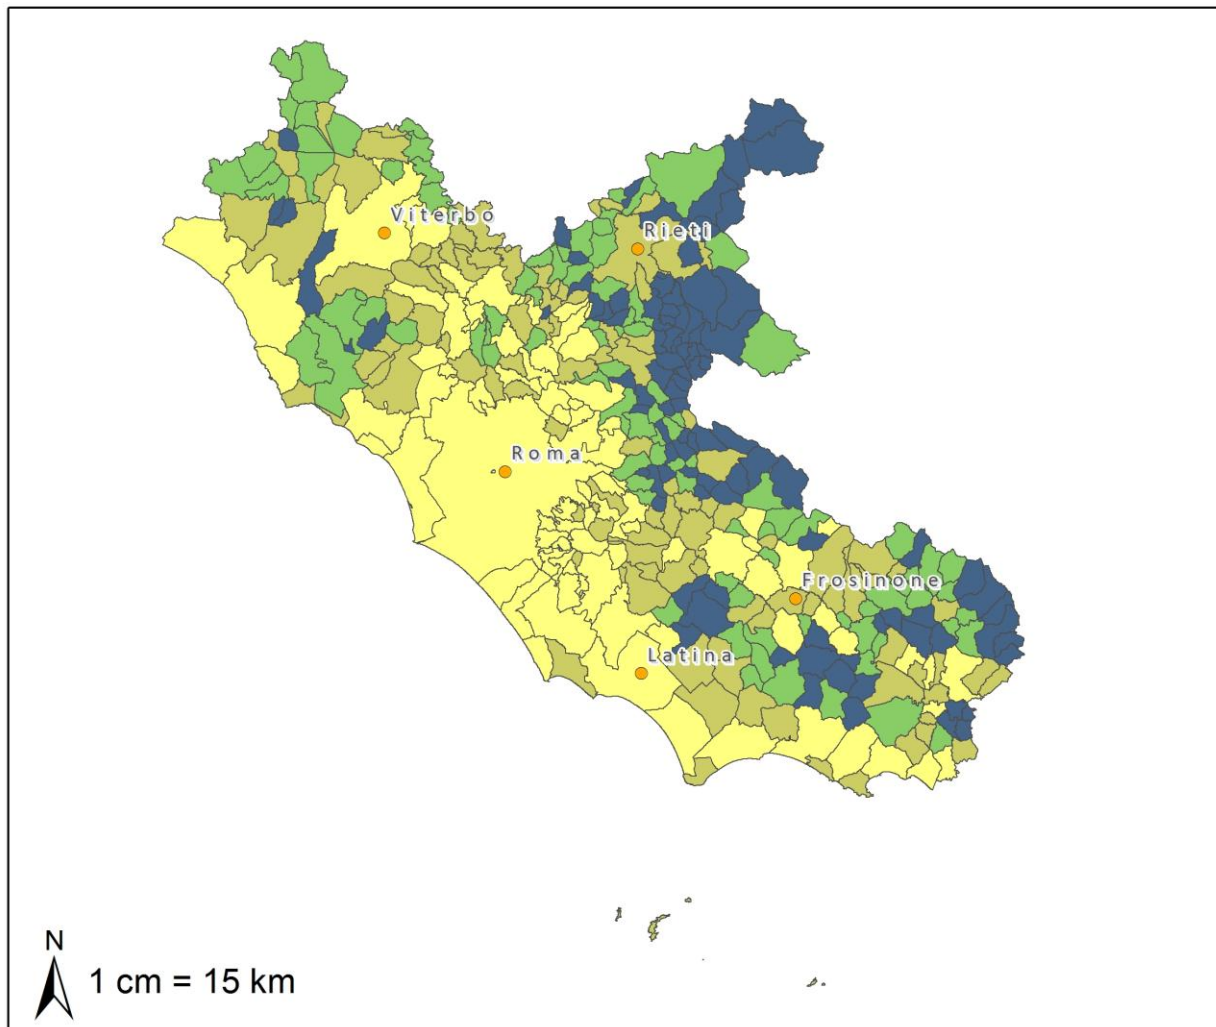 Viterbo
Rieti
Roma
Frosinone
Latina
N
1 cm = 15 km